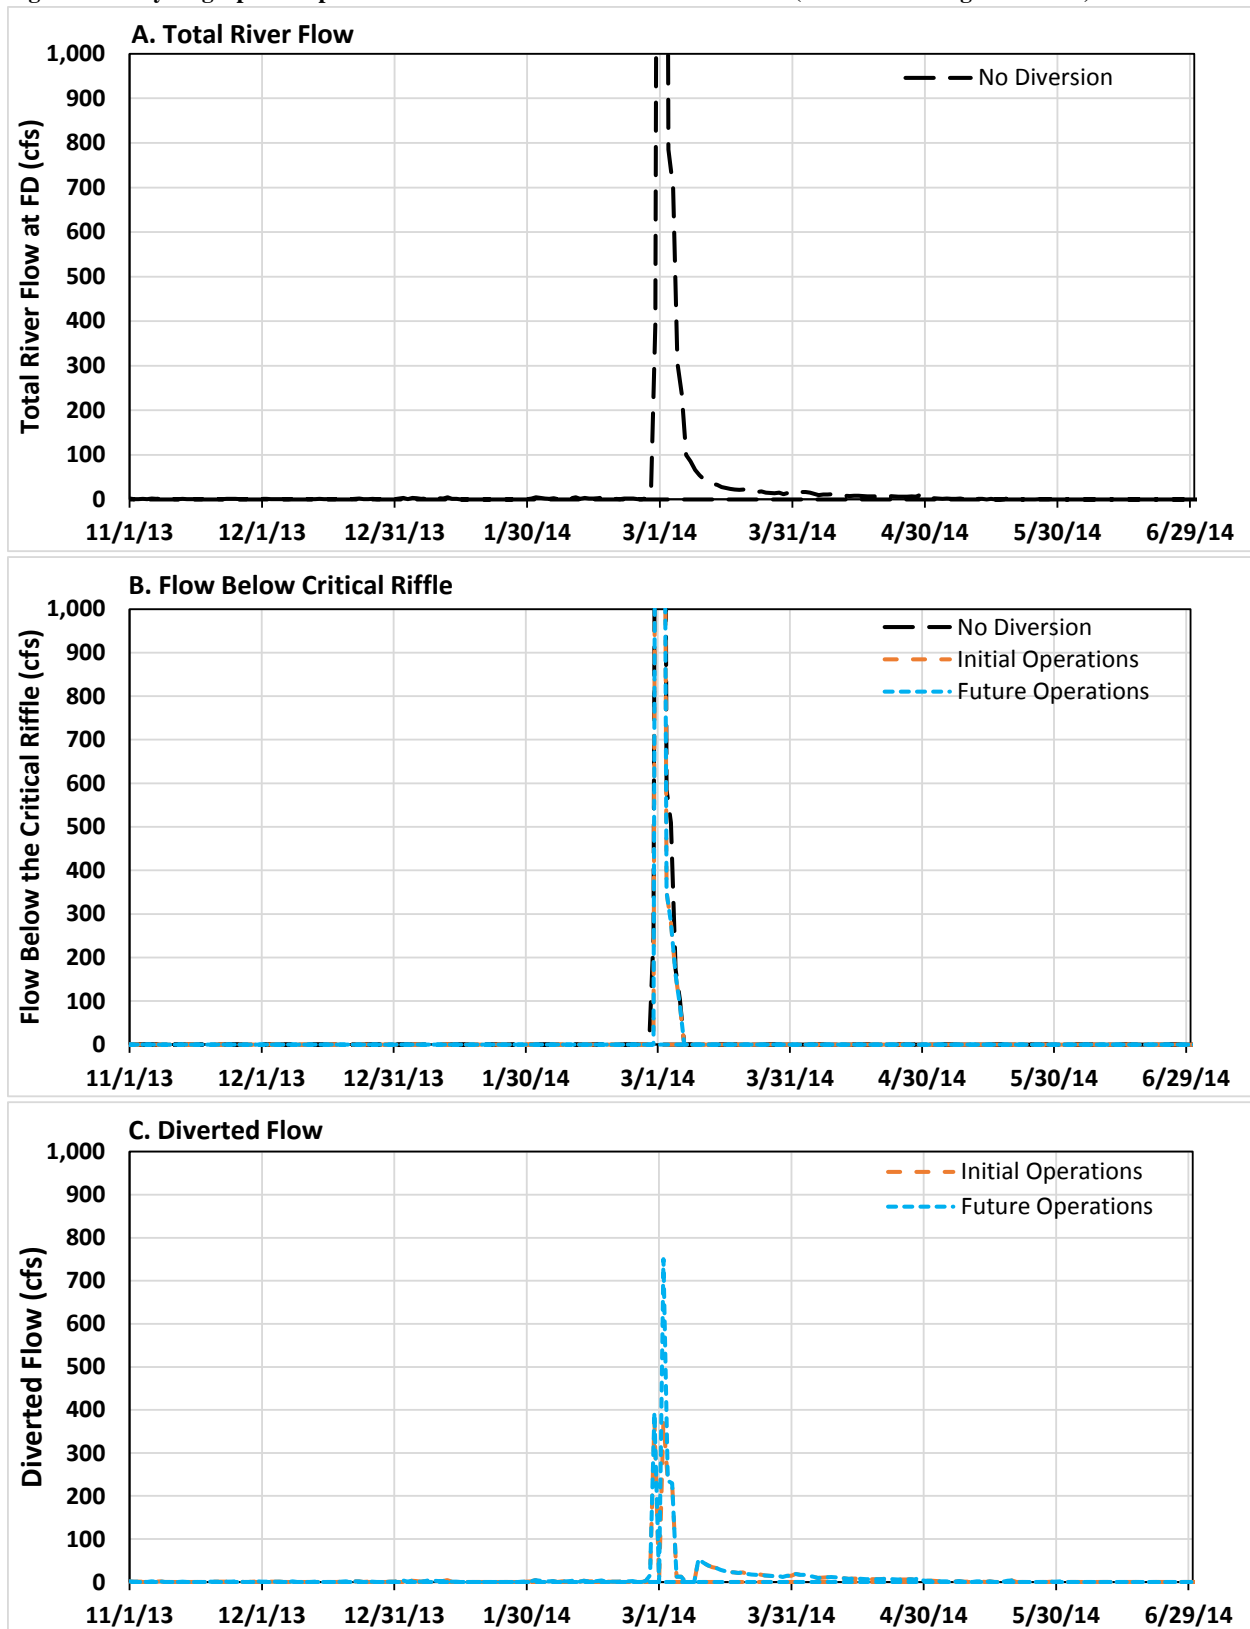 A. Total River Flow
1,000
900
800
700
600
500
400
300
200
100
0
Total River Flow at FD (cfs)
No Diversion
11/1/13 12/1/13 12/31/13 1/30/14 3/1/14 3/31/14 4/30/14 5/30/14 6/29/14
B. Flow Below Critical Riffle
1,000
900
800
700
600
500
400
300
200
100
0
Flow Below the Critical Riffle (cfs)
No Diversion
Initial Operations
Future Operations
11/1/13 12/1/13 12/31/13 1/30/14 3/1/14 3/31/14 4/30/14 5/30/14 6/29/14
C. Diverted Flow
1,000
900
800
700
600
500
400
300
200
100
0
Diverted Flow (cfs)
Initial Operations
Future Operations
11/1/13 12/1/13 12/31/13 1/30/14 3/1/14 3/31/14 4/30/14 5/30/14 6/29/14